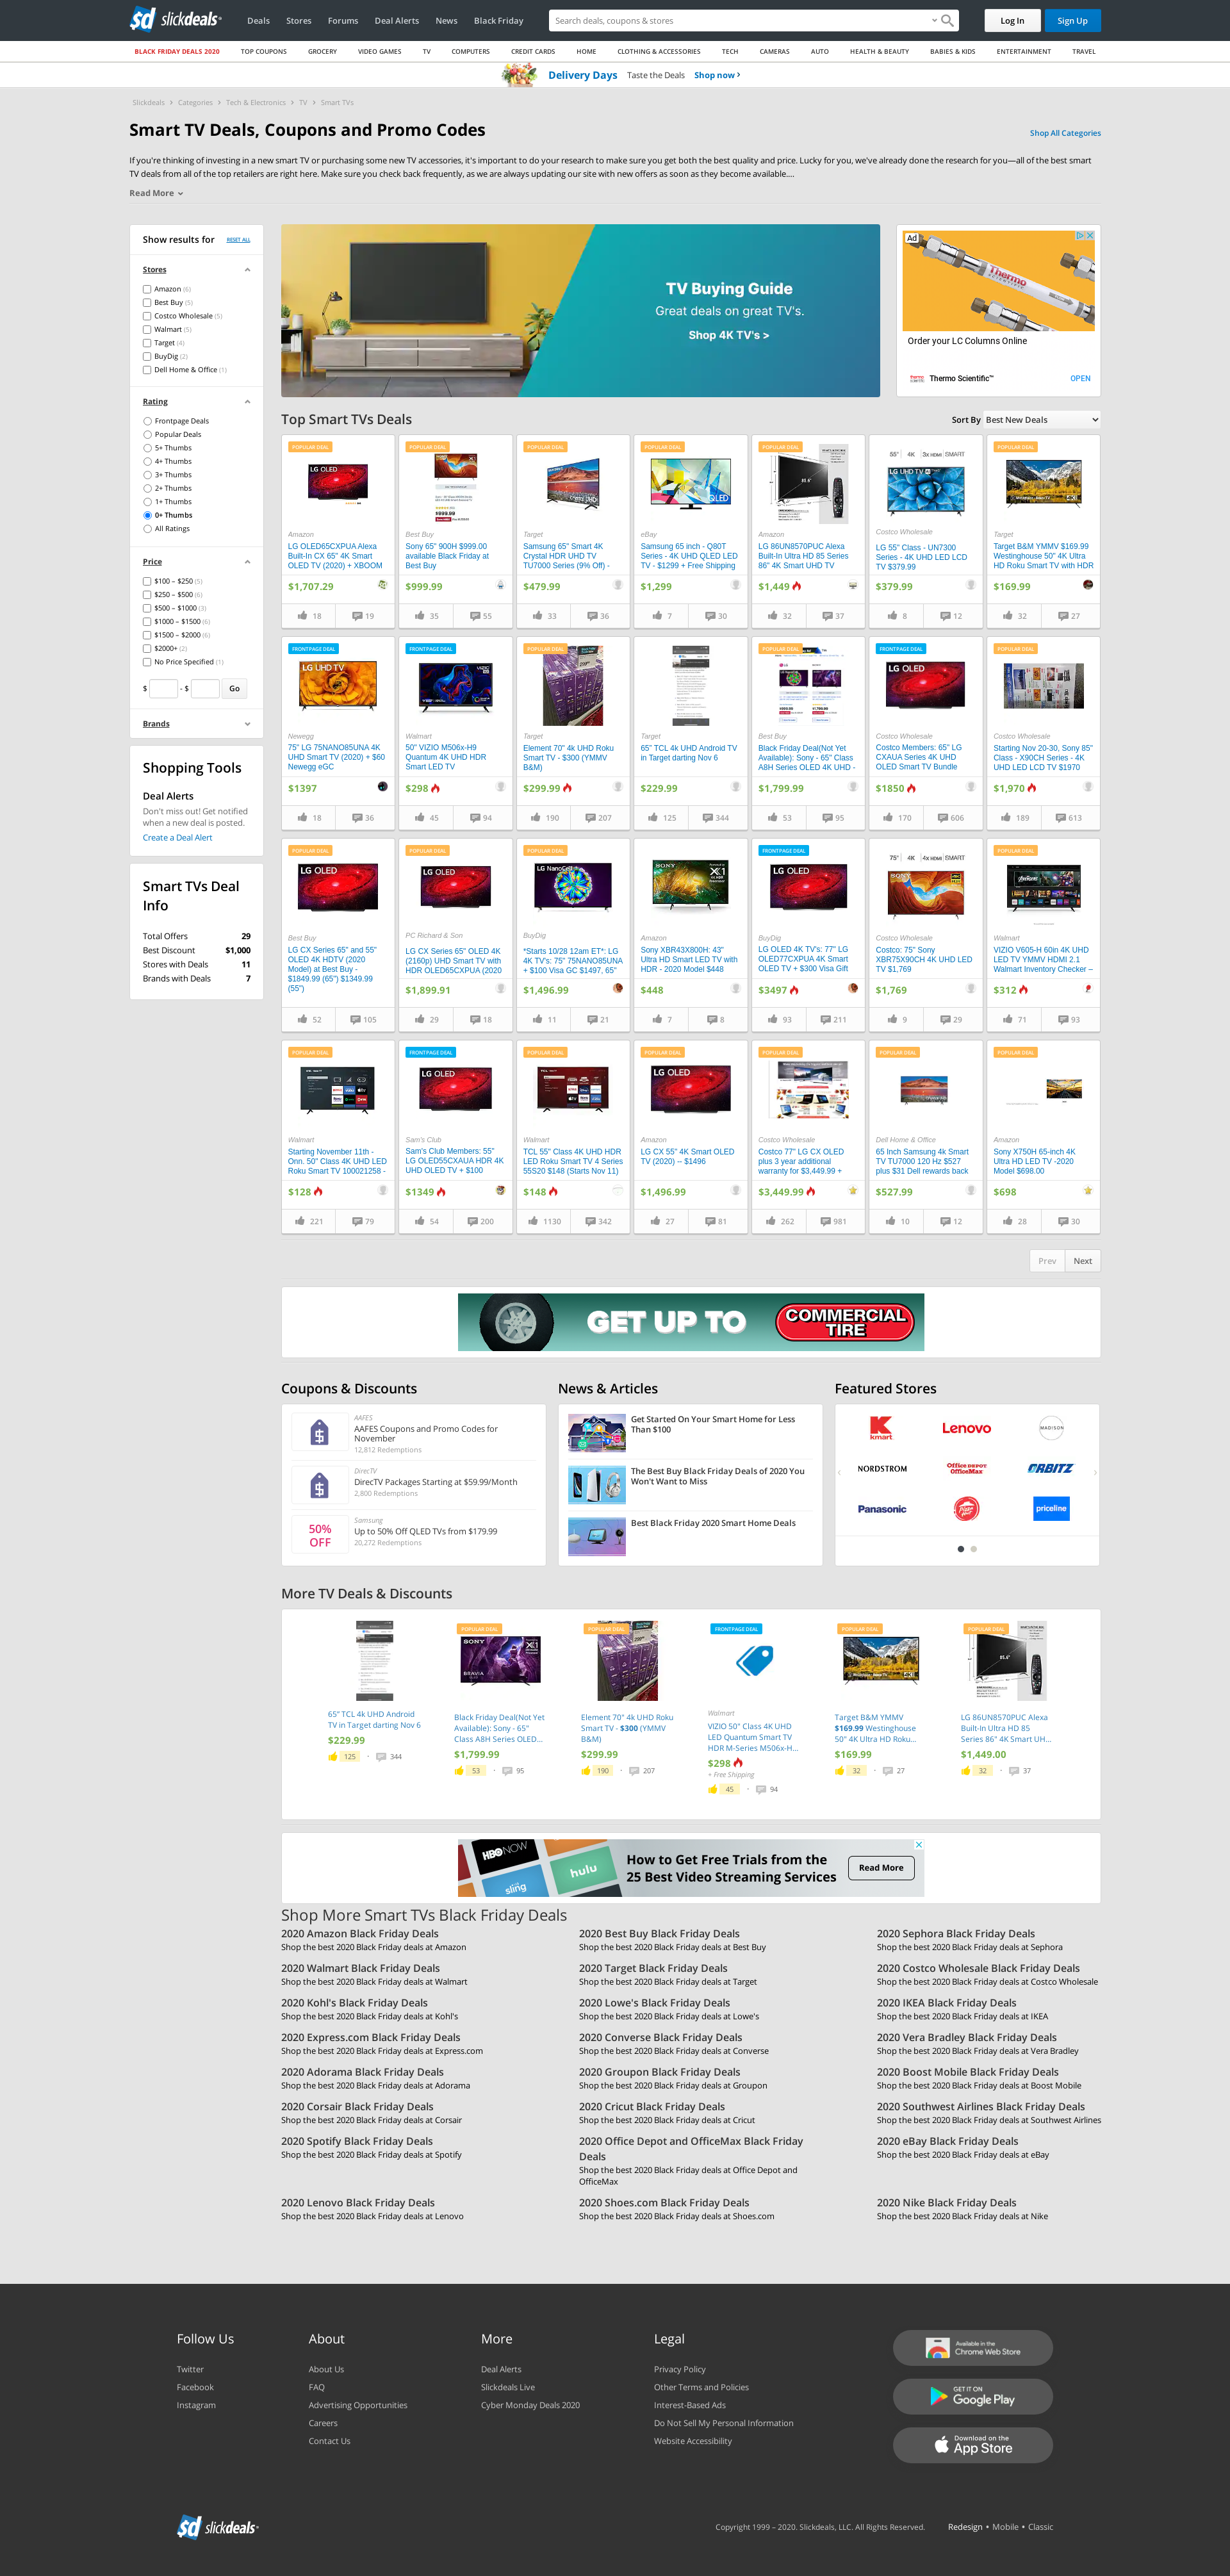 slickdeals
Deals
Stores
Forums
Deal Alerts
News
Black Friday
Search deals, coupons & stores
Log In
Sign Up
BLACK FRIDAY DEALS 2020
TOP COUPONS
GROCERY
VIDEO GAMES
TV
COMPUTERS
CREDIT CARDS
HOME
CLOTHING & ACCESSORIES
TECH
CAMERAS
AUTO
HEALTH & BEAUTY
BABIES & KIDS
ENTERTAINMENT
TRAVEL
Delivery Days Taste the Deals Shop now ›
Slickdeals › Categories › Tech & Electronics › TV › Smart TVs
Smart TV Deals, Coupons and Promo Codes
Shop All Categories
If you're thinking of investing in a new smart TV or purchasing some new TV accessories, it's important to do your research to make sure you get both the best quality and price. Lucky for you, we've already done the research for you—all of the best smart
TV deals from all of the top retailers are right here. Make sure you check back frequently, as we are always updating our site with new offers as soon as they become available....
Read More
Show results for
RESET ALL
Stores
Amazon (6)
Best Buy (5)
Costco Wholesale (5)
Walmart (5)
Target (4)
BuyDig (2)
Dell Home & Office (1)
Rating
Frontpage Deals
Popular Deals
5+ Thumbs
4+ Thumbs
3+ Thumbs
2+ Thumbs
1+ Thumbs
0+ Thumbs
All Ratings
Price
$100 – $250 (5)
$250 – $500 (6)
$500 – $1000 (3)
$1000 – $1500 (6)
$1500 – $2000 (6)
$2000+ (2)
No Price Specified (1)
$ - $ Go
Brands
Shopping Tools
Deal Alerts
Don't miss out! Get notified
when a new deal is posted.
Create a Deal Alert
Smart TVs Deal
Info
Total Offers 29
Best Discount $1,000
Stores with Deals 11
Brands with Deals 7
TV Buying Guide
Great deals on great TV's.
Shop 4K TV's >
Ad
Thermo
Order your LC Columns Online
Thermo Scientific™
OPEN
Top Smart TVs Deals
Sort By Best New Deals
POPULAR DEAL
LG OLED
Amazon
LG OLED65CXPUA Alexa
Built-In CX 65" 4K Smart
OLED TV (2020) + XBOOM
$1,707.29
18 19
POPULAR DEAL
$999.99
Best Buy
Sony 65" 900H $999.00
available Black Friday at
Best Buy
$999.99
35 55
POPULAR DEAL
Target
Samsung 65" Smart 4K
Crystal HDR UHD TV
TU7000 Series (9% Off) -
$479.99
33 36
POPULAR DEAL
QLED
eBay
Samsung 65 inch - Q80T
Series - 4K UHD QLED LED
TV - $1299 + Free Shipping
$1,299
7 30
POPULAR DEAL
85.6"
Amazon
LG 86UN8570PUC Alexa
Built-In Ultra HD 85 Series
86" 4K Smart UHD TV
$1,449
32 37
55" 4K 3x HDMI SMART
LG UHD TV
Costco Wholesale
LG 55" Class - UN7300
Series - 4K UHD LED LCD
TV $379.99
$379.99
8 12
POPULAR DEAL
Target
Target B&M YMMV $169.99
Westinghouse 50" 4K Ultra
HD Roku Smart TV with HDR
$169.99
32 27
FRONTPAGE DEAL
LG UHD TV
Newegg
75" LG 75NANO85UNA 4K
UHD Smart TV (2020) + $60
Newegg eGC
$1397
18 36
FRONTPAGE DEAL
Walmart
50" VIZIO M506x-H9
Quantum 4K UHD HDR
Smart LED TV
$298
45 94
POPULAR DEAL
Target
Element 70" 4k UHD Roku
Smart TV - $300 (YMMV
B&M)
$299.99
190 207
Target
65" TCL 4k UHD Android TV
in Target darting Nov 6
$229.99
125 344
POPULAR DEAL
Best Buy
Black Friday Deal(Not Yet
Available): Sony - 65" Class
A8H Series OLED 4K UHD -
$1,799.99
53 95
FRONTPAGE DEAL
LG OLED
Costco Wholesale
Costco Members: 65" LG
CXAUA Series 4K UHD
OLED Smart TV Bundle
$1850
170 606
POPULAR DEAL
Costco Wholesale
Starting Nov 20-30, Sony 85"
Class - X90CH Series - 4K
UHD LED LCD TV $1970
$1,970
189 613
POPULAR DEAL
LG OLED
Best Buy
LG CX Series 65" and 55"
OLED 4K HDTV (2020
Model) at Best Buy -
$1849.99 (65") $1349.99
(55")
52 105
POPULAR DEAL
LG OLED
PC Richard & Son
LG CX Series 65" OLED 4K
(2160p) UHD Smart TV with
HDR OLED65CXPUA (2020
$1,899.91
29 18
POPULAR DEAL
LG NanoCell
BuyDig
*Starts 10/28 12am ET*: LG
4K TV's: 75" 75NANO85UNA
+ $100 Visa GC $1497, 65"
$1,496.99
11 21
SONY X1
Amazon
Sony XBR43X800H: 43"
Ultra HD Smart LED TV with
HDR - 2020 Model $448
$448
7 8
FRONTPAGE DEAL
LG OLED
BuyDig
LG OLED 4K TV's: 77" LG
OLED77CXPUA 4K Smart
OLED TV + $300 Visa Gift
$3497
93 211
75" 4K 4x HDMI SMART
SONY
Costco Wholesale
Costco: 75" Sony
XBR75X90CH 4K UHD LED
TV $1,769
$1,769
9 29
POPULAR DEAL
Walmart
VIZIO V605-H 60in 4K UHD
LED TV YMMV HDMI 2.1
Walmart Inventory Checker –
$312
71 93
POPULAR DEAL
Walmart
Starting November 11th -
Onn. 50" Class 4K UHD LED
Roku Smart TV 100021258 -
$128
221 79
FRONTPAGE DEAL
LG OLED
Sam's Club
Sam's Club Members: 55"
LG OLED55CXAUA HDR 4K
UHD OLED TV + $100
$1349
54 200
POPULAR DEAL
Walmart
TCL 55" Class 4K UHD HDR
LED Roku Smart TV 4 Series
55S20 $148 (Starts Nov 11)
$148
1130 342
POPULAR DEAL
LG OLED
Amazon
LG CX 55" 4K Smart OLED
TV (2020) -- $1496
$1,496.99
27 81
POPULAR DEAL
Costco Wholesale
Costco 77" LG CX OLED
plus 3 year additional
warranty for $3,449.99 +
$3,449.99
262 981
POPULAR DEAL
Dell Home & Office
65 Inch Samsung 4k Smart
TV TU7000 120 Hz $527
plus $31 Dell rewards back
$527.99
10 12
POPULAR DEAL
Amazon
Sony X750H 65-inch 4K
Ultra HD LED TV -2020
Model $698.00
$698
28 30
Prev Next
GET UP TO
COMMERCIAL
TIRE
Coupons & Discounts
AAFES
AAFES Coupons and Promo Codes for
November
12,812 Redemptions
DirecTV
DirecTV Packages Starting at $59.99/Month
2,800 Redemptions
50%
OFF
Samsung
Up to 50% Off QLED TVs from $179.99
20,272 Redemptions
News & Articles
Get Started On Your Smart Home for Less
Than $100
The Best Buy Black Friday Deals of 2020 You
Won't Want to Miss
Best Black Friday 2020 Smart Home Deals
Featured Stores
kmart
Lenovo
MADISON
NORDSTROM
Office DEPOT
OfficeMax
ORBITZ
Panasonic
Pizza Hut
priceline
More TV Deals & Discounts
65" TCL 4k UHD Android
TV in Target darting Nov 6
$229.99
125 • 344
POPULAR DEAL
SONY X1
BRAVIA
Black Friday Deal(Not Yet
Available): Sony - 65"
Class A8H Series OLED...
$1,799.99
53 • 95
POPULAR DEAL
Element 70" 4k UHD Roku
Smart TV - $300 (YMMV
B&M)
$299.99
190 • 207
FRONTPAGE DEAL
Walmart
VIZIO 50" Class 4K UHD
LED Quantum Smart TV
HDR M-Series M506x-H...
$298
+ Free Shipping
45 • 94
POPULAR DEAL
Target B&M YMMV
$169.99 Westinghouse
50" 4K Ultra HD Roku...
$169.99
32 • 27
POPULAR DEAL
85.6"
LG 86UN8570PUC Alexa
Built-In Ultra HD 85
Series 86" 4K Smart UH...
$1,449.00
32 • 37
HBO NOW
hulu
sling
How to Get Free Trials from the
25 Best Video Streaming Services
Read More
Shop More Smart TVs Black Friday Deals
2020 Amazon Black Friday Deals
Shop the best 2020 Black Friday deals at Amazon
2020 Best Buy Black Friday Deals
Shop the best 2020 Black Friday deals at Best Buy
2020 Sephora Black Friday Deals
Shop the best 2020 Black Friday deals at Sephora
2020 Walmart Black Friday Deals
Shop the best 2020 Black Friday deals at Walmart
2020 Target Black Friday Deals
Shop the best 2020 Black Friday deals at Target
2020 Costco Wholesale Black Friday Deals
Shop the best 2020 Black Friday deals at Costco Wholesale
2020 Kohl's Black Friday Deals
Shop the best 2020 Black Friday deals at Kohl's
2020 Lowe's Black Friday Deals
Shop the best 2020 Black Friday deals at Lowe's
2020 IKEA Black Friday Deals
Shop the best 2020 Black Friday deals at IKEA
2020 Express.com Black Friday Deals
Shop the best 2020 Black Friday deals at Express.com
2020 Converse Black Friday Deals
Shop the best 2020 Black Friday deals at Converse
2020 Vera Bradley Black Friday Deals
Shop the best 2020 Black Friday deals at Vera Bradley
2020 Adorama Black Friday Deals
Shop the best 2020 Black Friday deals at Adorama
2020 Groupon Black Friday Deals
Shop the best 2020 Black Friday deals at Groupon
2020 Boost Mobile Black Friday Deals
Shop the best 2020 Black Friday deals at Boost Mobile
2020 Corsair Black Friday Deals
Shop the best 2020 Black Friday deals at Corsair
2020 Cricut Black Friday Deals
Shop the best 2020 Black Friday deals at Cricut
2020 Southwest Airlines Black Friday Deals
Shop the best 2020 Black Friday deals at Southwest Airlines
2020 Spotify Black Friday Deals
Shop the best 2020 Black Friday deals at Spotify
2020 Office Depot and OfficeMax Black Friday
Deals
Shop the best 2020 Black Friday deals at Office Depot and
OfficeMax
2020 eBay Black Friday Deals
Shop the best 2020 Black Friday deals at eBay
2020 Lenovo Black Friday Deals
Shop the best 2020 Black Friday deals at Lenovo
2020 Shoes.com Black Friday Deals
Shop the best 2020 Black Friday deals at Shoes.com
2020 Nike Black Friday Deals
Shop the best 2020 Black Friday deals at Nike
Follow Us
Twitter
Facebook
Instagram
About
About Us
FAQ
Advertising Opportunities
Careers
Contact Us
More
Deal Alerts
Slickdeals Live
Cyber Monday Deals 2020
Legal
Privacy Policy
Other Terms and Policies
Interest-Based Ads
Do Not Sell My Personal Information
Website Accessibility
Available in the
Chrome Web Store
GET IT ON
Google Play
Download on the
App Store
slickdeals
Copyright 1999 – 2020. Slickdeals, LLC. All Rights Reserved.
Redesign • Mobile • Classic